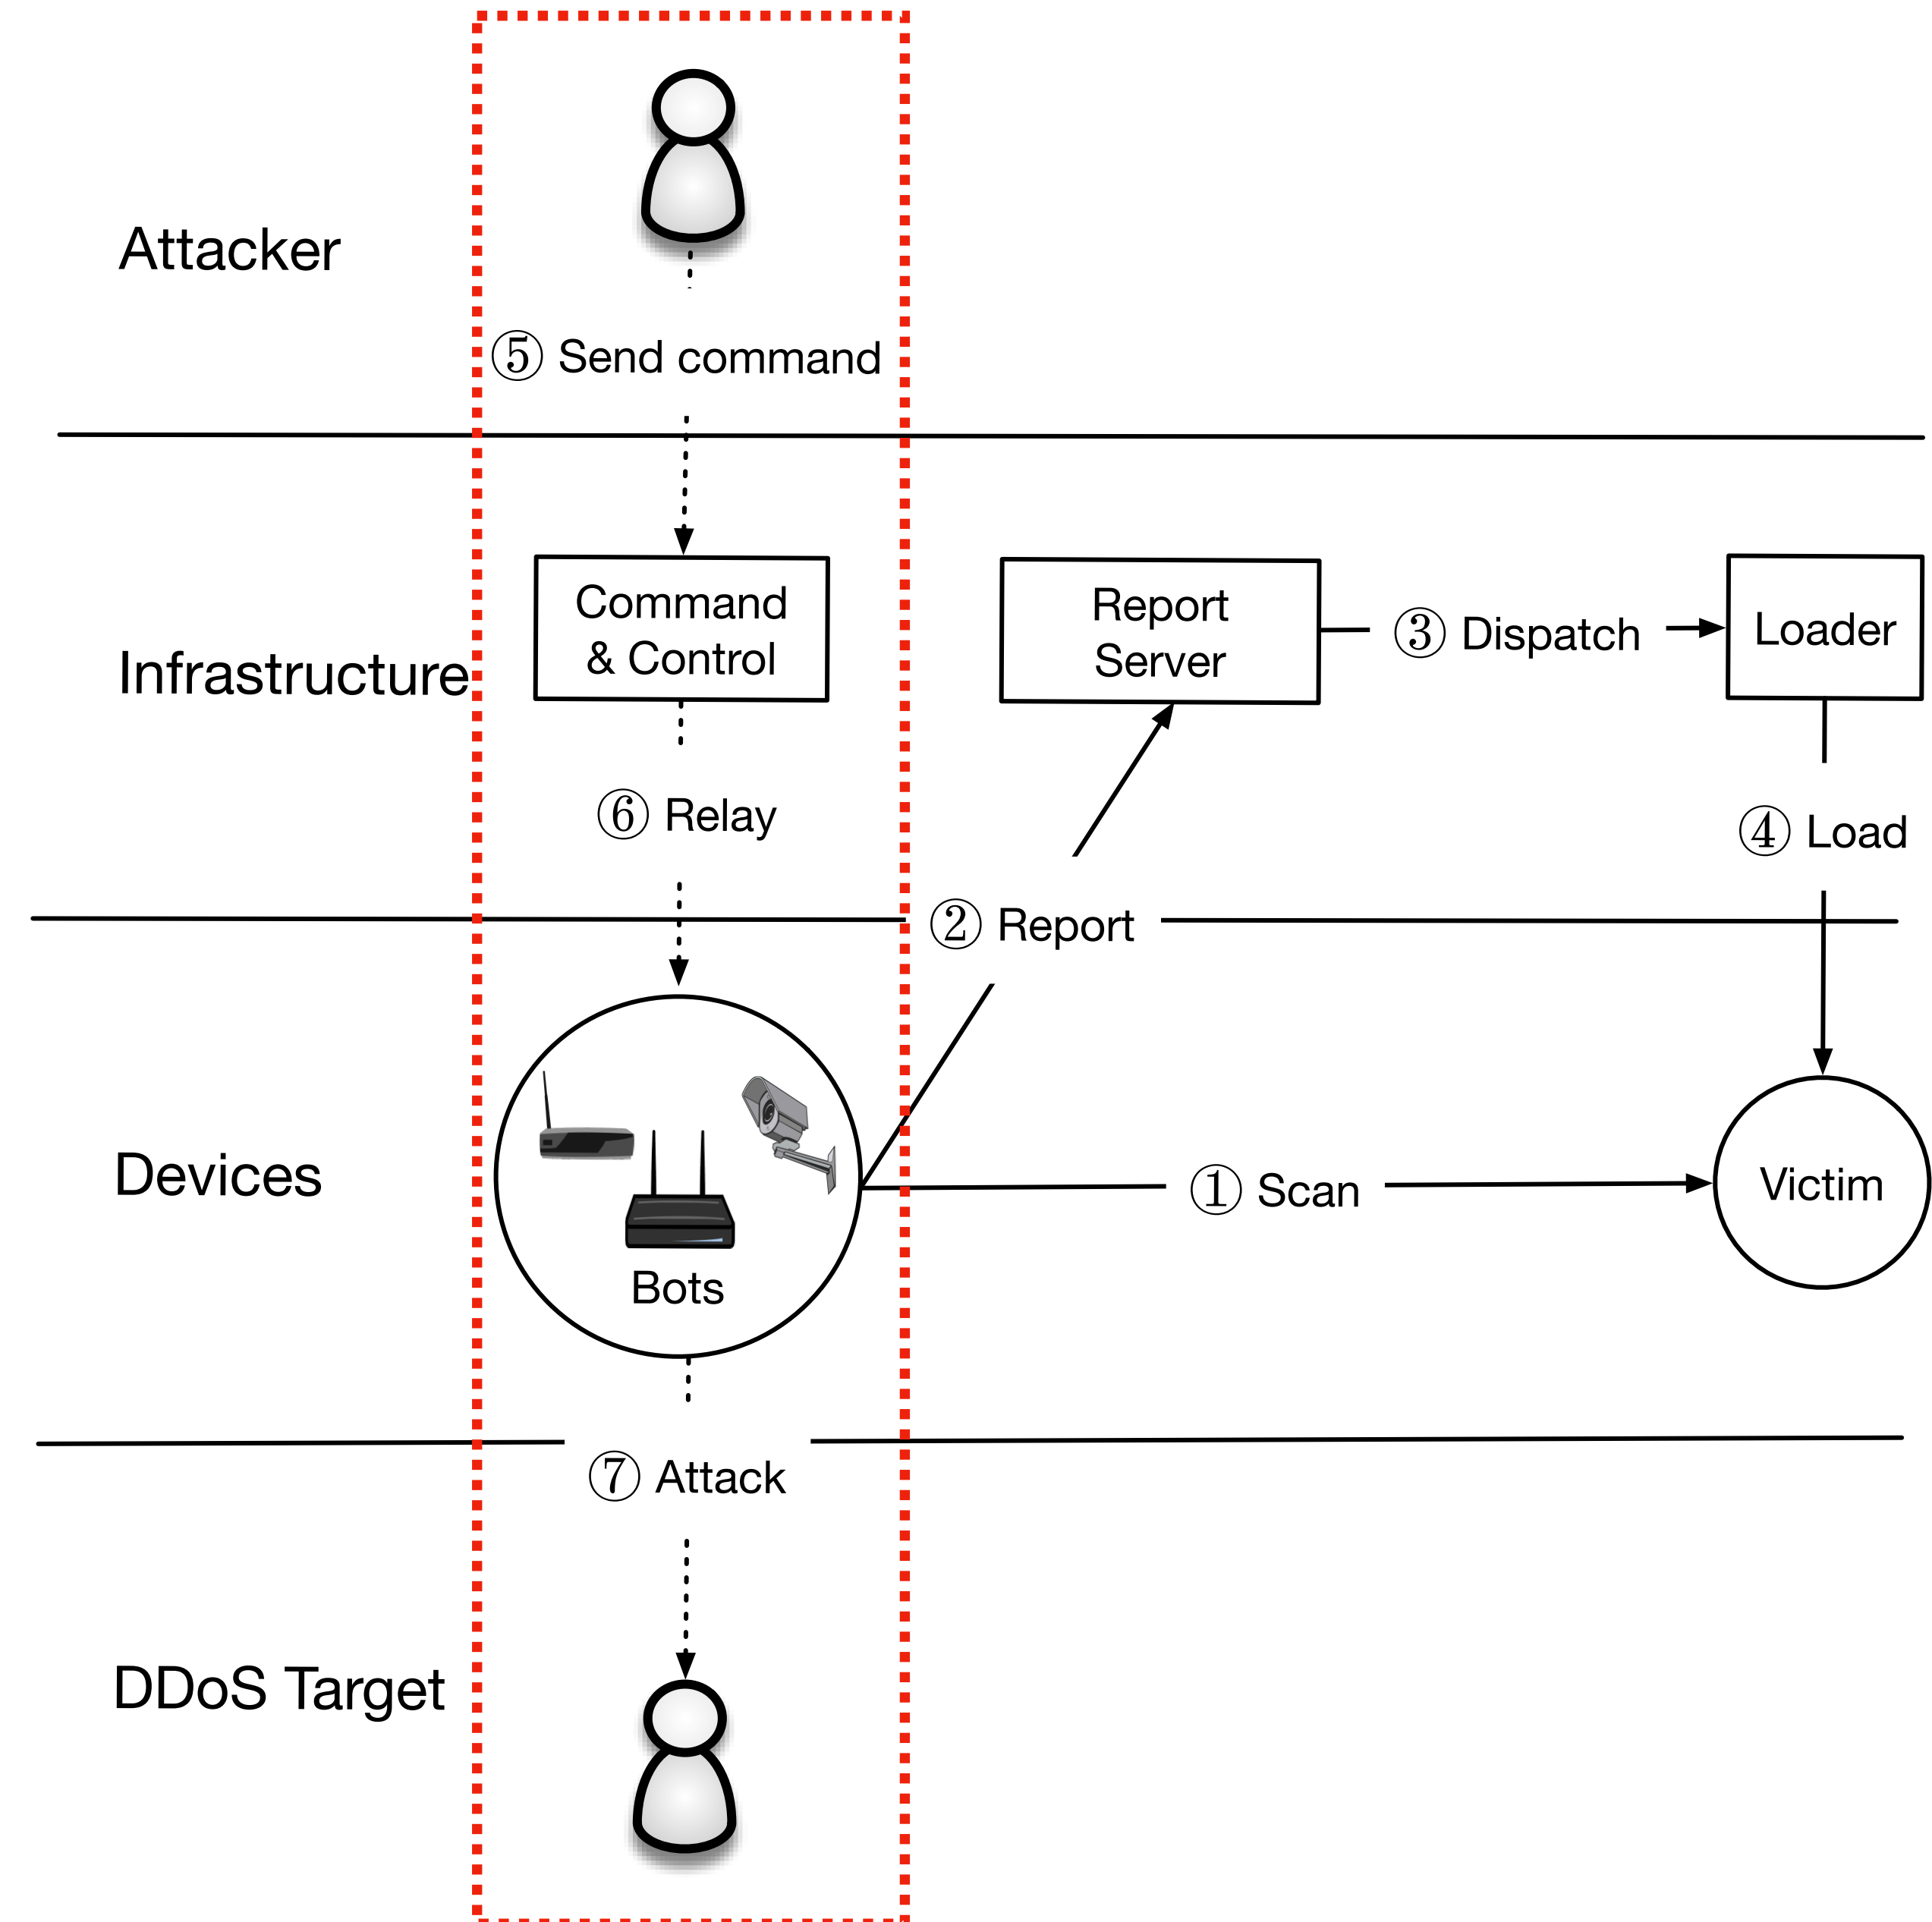 Attacker
⑤ Send command
Infrastructure
Command
& Control
Report
Server
③ Dispatch
Loader
⑥ Relay
④ Load
② Report
Devices
Bots
① Scan
Victim
⑦ Attack
DDoS Target